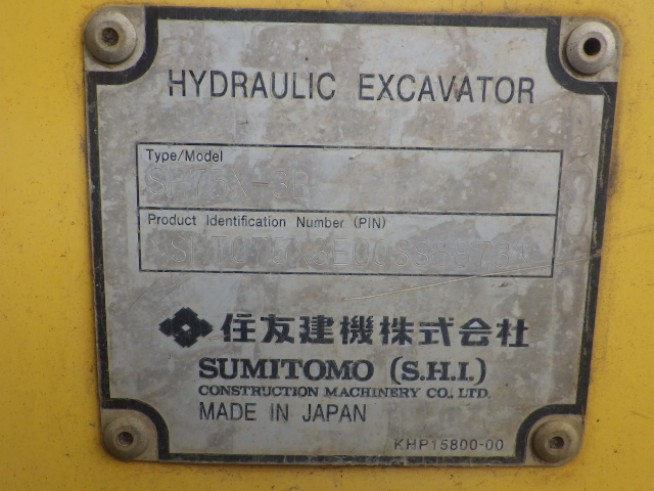 HYDRAULIC EXCAVATOR
Type/Model
Product Identification Number (PIN)
住友建機株式会社
SUMITOMO (S.H.I.)
CONSTRUCTION MACHINERY CO., LTD.
MADE IN JAPAN
KHP15800-00